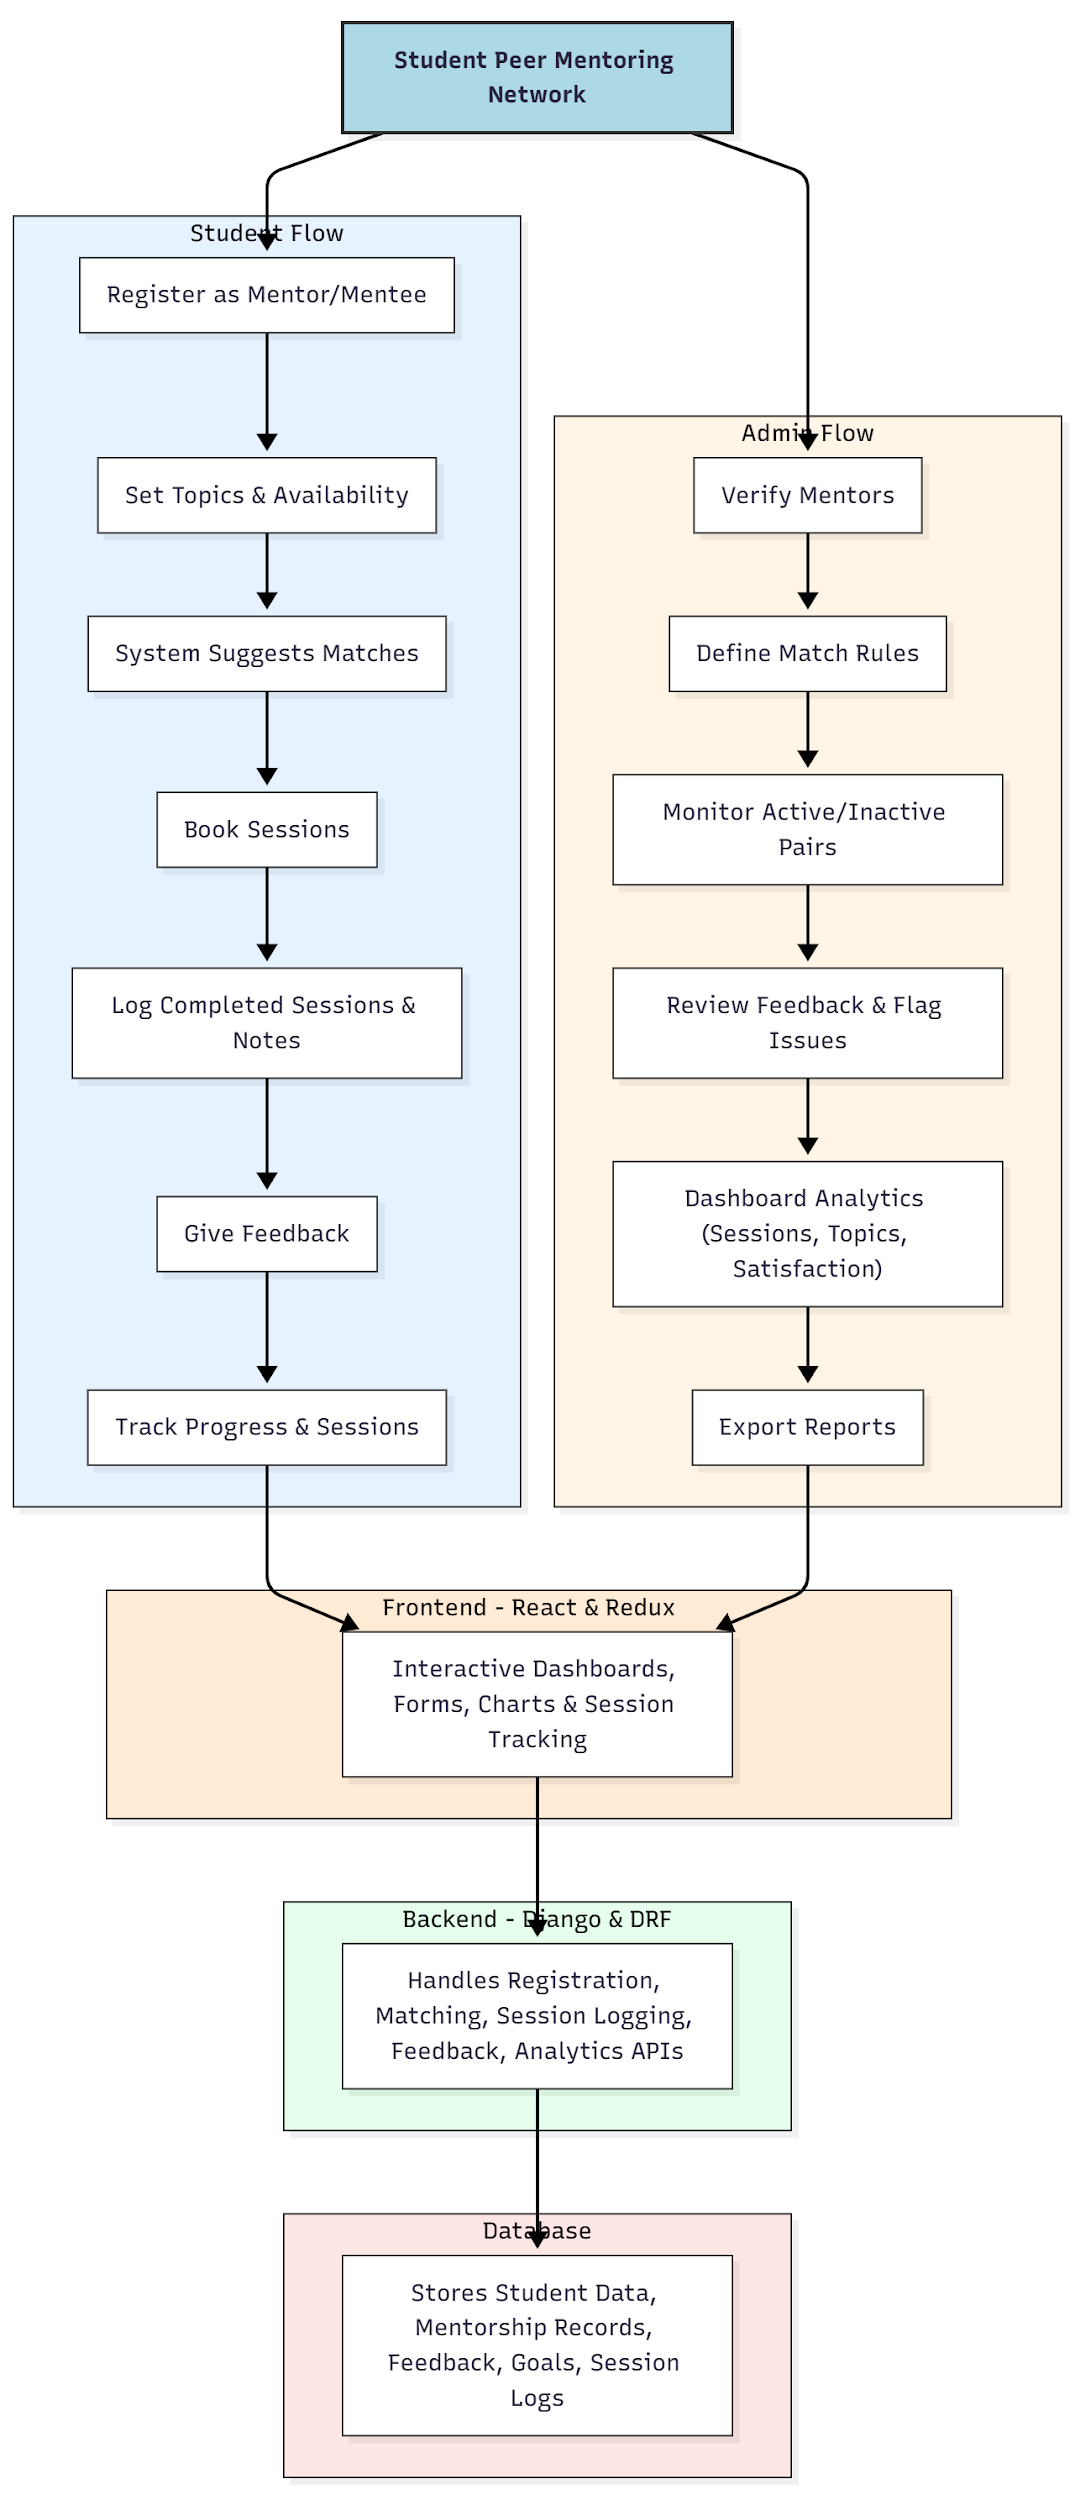 Student Peer Mentoring
Network
Student Flow
Register as Mentor/Mentee
Set Topics & Availability
System Suggests Matches
Book Sessions
Log Completed Sessions &
Notes
Give Feedback
Track Progress & Sessions
Admin Flow
Verify Mentors
Define Match Rules
Monitor Active/Inactive
Pairs
Review Feedback & Flag
Issues
Dashboard Analytics
(Sessions, Topics,
Satisfaction)
Export Reports
Frontend - React & Redux
Interactive Dashboards,
Forms, Charts & Session
Tracking
Backend - Django & DRF
Handles Registration,
Matching, Session Logging,
Feedback, Analytics APIs
Database
Stores Student Data,
Mentorship Records,
Feedback, Goals, Session
Logs